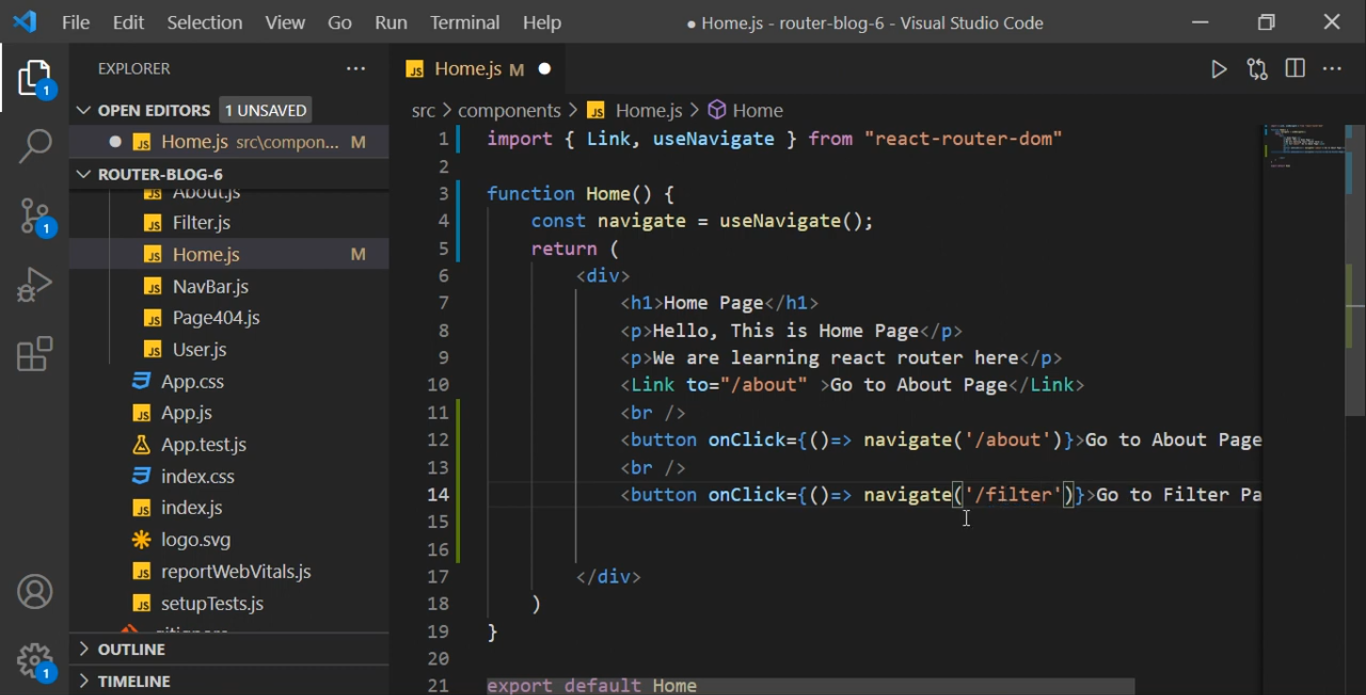 File Edit Selection View Go Run Terminal Help ● Home.js - router-blog-6 - Visual Studio Code
EXPLORER
OPEN EDITORS 1 UNSAVED
Home.js src\compon... M
ROUTER-BLOG-6
About.js
Filter.js
Home.js M
NavBar.js
Page404.js
User.js
App.css
App.js
App.test.js
index.css
index.js
logo.svg
reportWebVitals.js
setupTests.js
.gitignore
OUTLINE
TIMELINE
1
1
1
Home.js M
src > components > Home.js > Home
1 import { Link, useNavigate } from "react-router-dom"
2
3 function Home() {
4 const navigate = useNavigate();
5 return (
6 <div>
7 <h1>Home Page</h1>
8 <p>Hello, This is Home Page</p>
9 <p>We are learning react router here</p>
10 <Link to="/about" >Go to About Page</Link>
11 <br />
12 <button onClick={()=> navigate('/about')}>Go to About Page
13 <br />
14 <button onClick={()=> navigate('/filter')}>Go to Filter Pa
15
16
17 </div>
18 )
19 }
20
21 export default Home